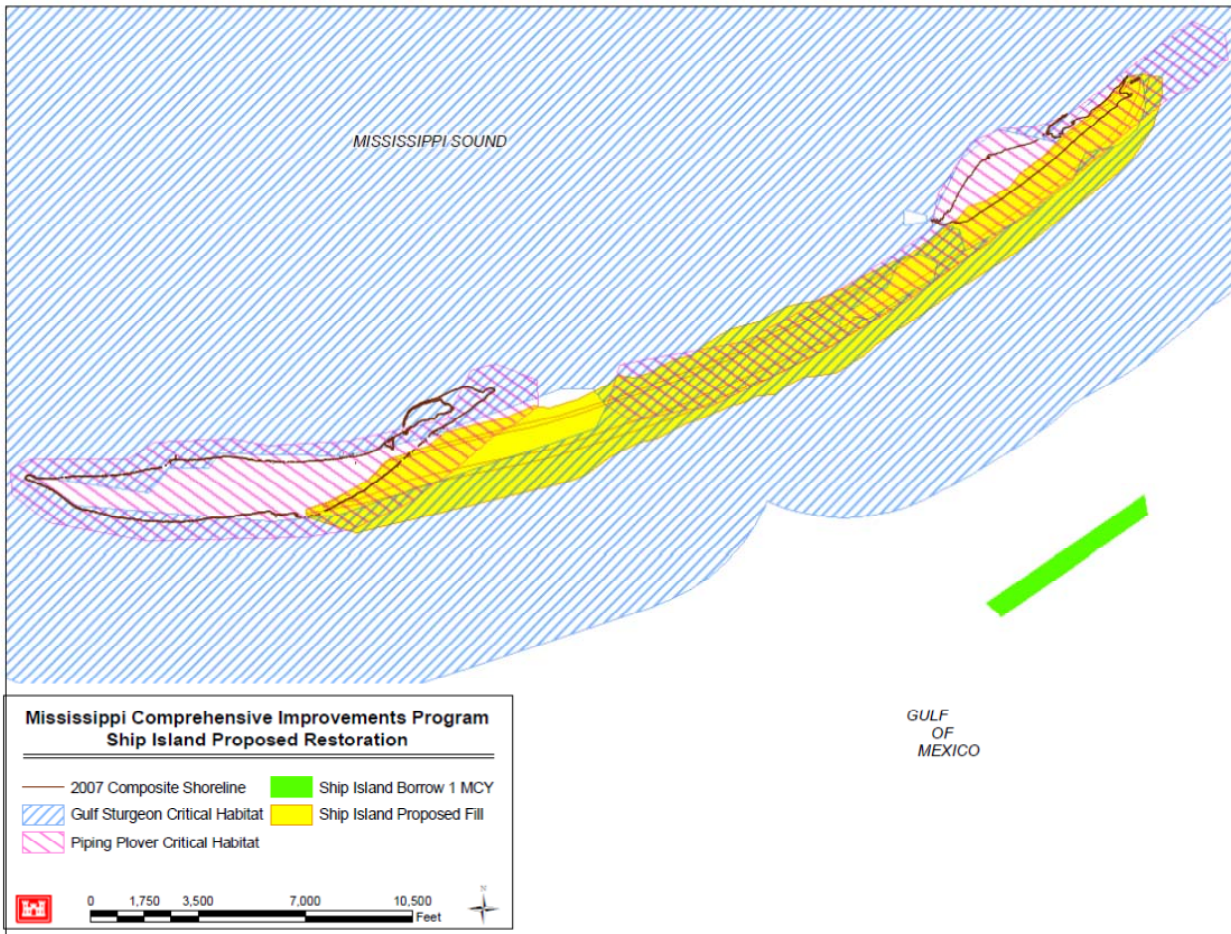 MISSISSIPPI SOUND
GULF
OF
MEXICO
Mississippi Comprehensive Improvements Program
Ship Island Proposed Restoration
2007 Composite Shoreline
Ship Island Borrow 1 MCY
Gulf Sturgeon Critical Habitat
Ship Island Proposed Fill
Piping Plover Critical Habitat
0 1,750 3,500 7,000 10,500
Feet
N